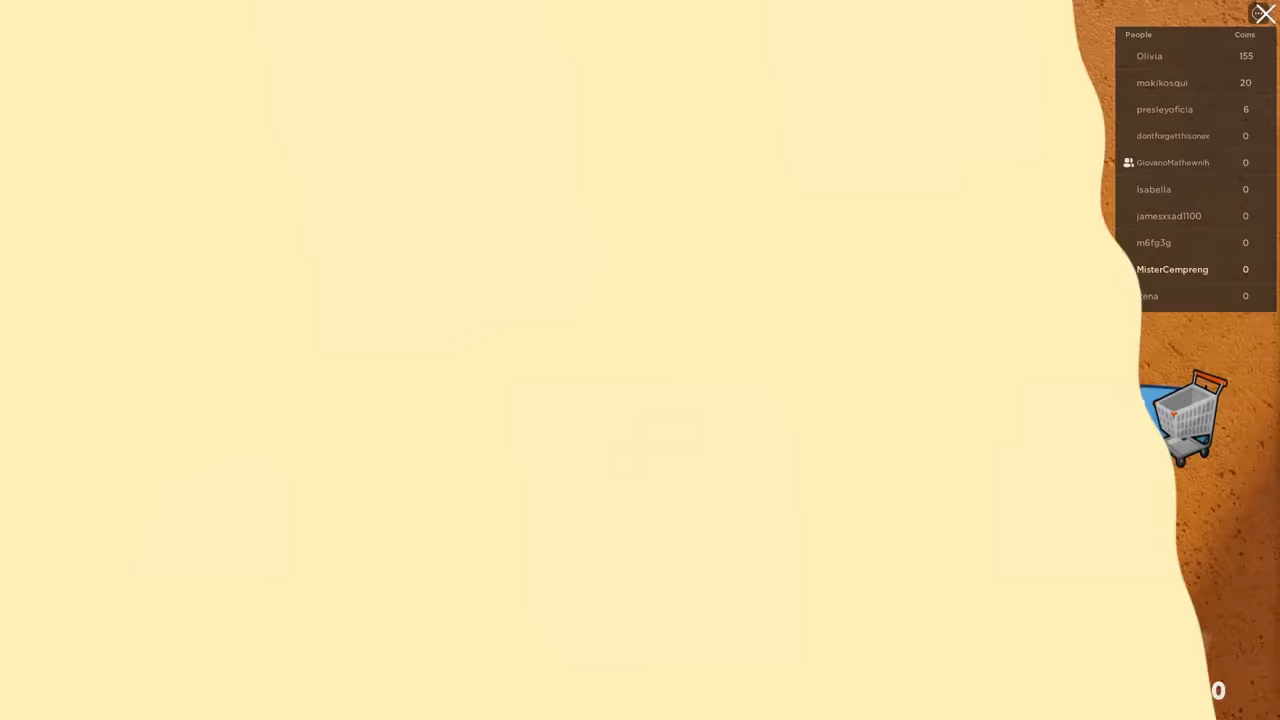 People Coins
Olivia 155
mokikosqui 20
presleyoficia 6
dontforgetthisonex 0
GiovanoMathewnih 0
Isabella 0
jamesxsad1100 0
m6fg3g 0
MisterCempreng 0
ena 0
0